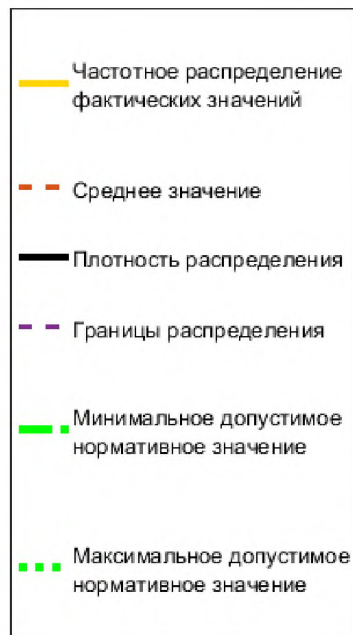 Частотное распределение
фактических значений
Среднее значение
Плотность распределения
Границы распределения
Минимальное допустимое
нормативное значение
Максимальное допустимое
нормативное значение